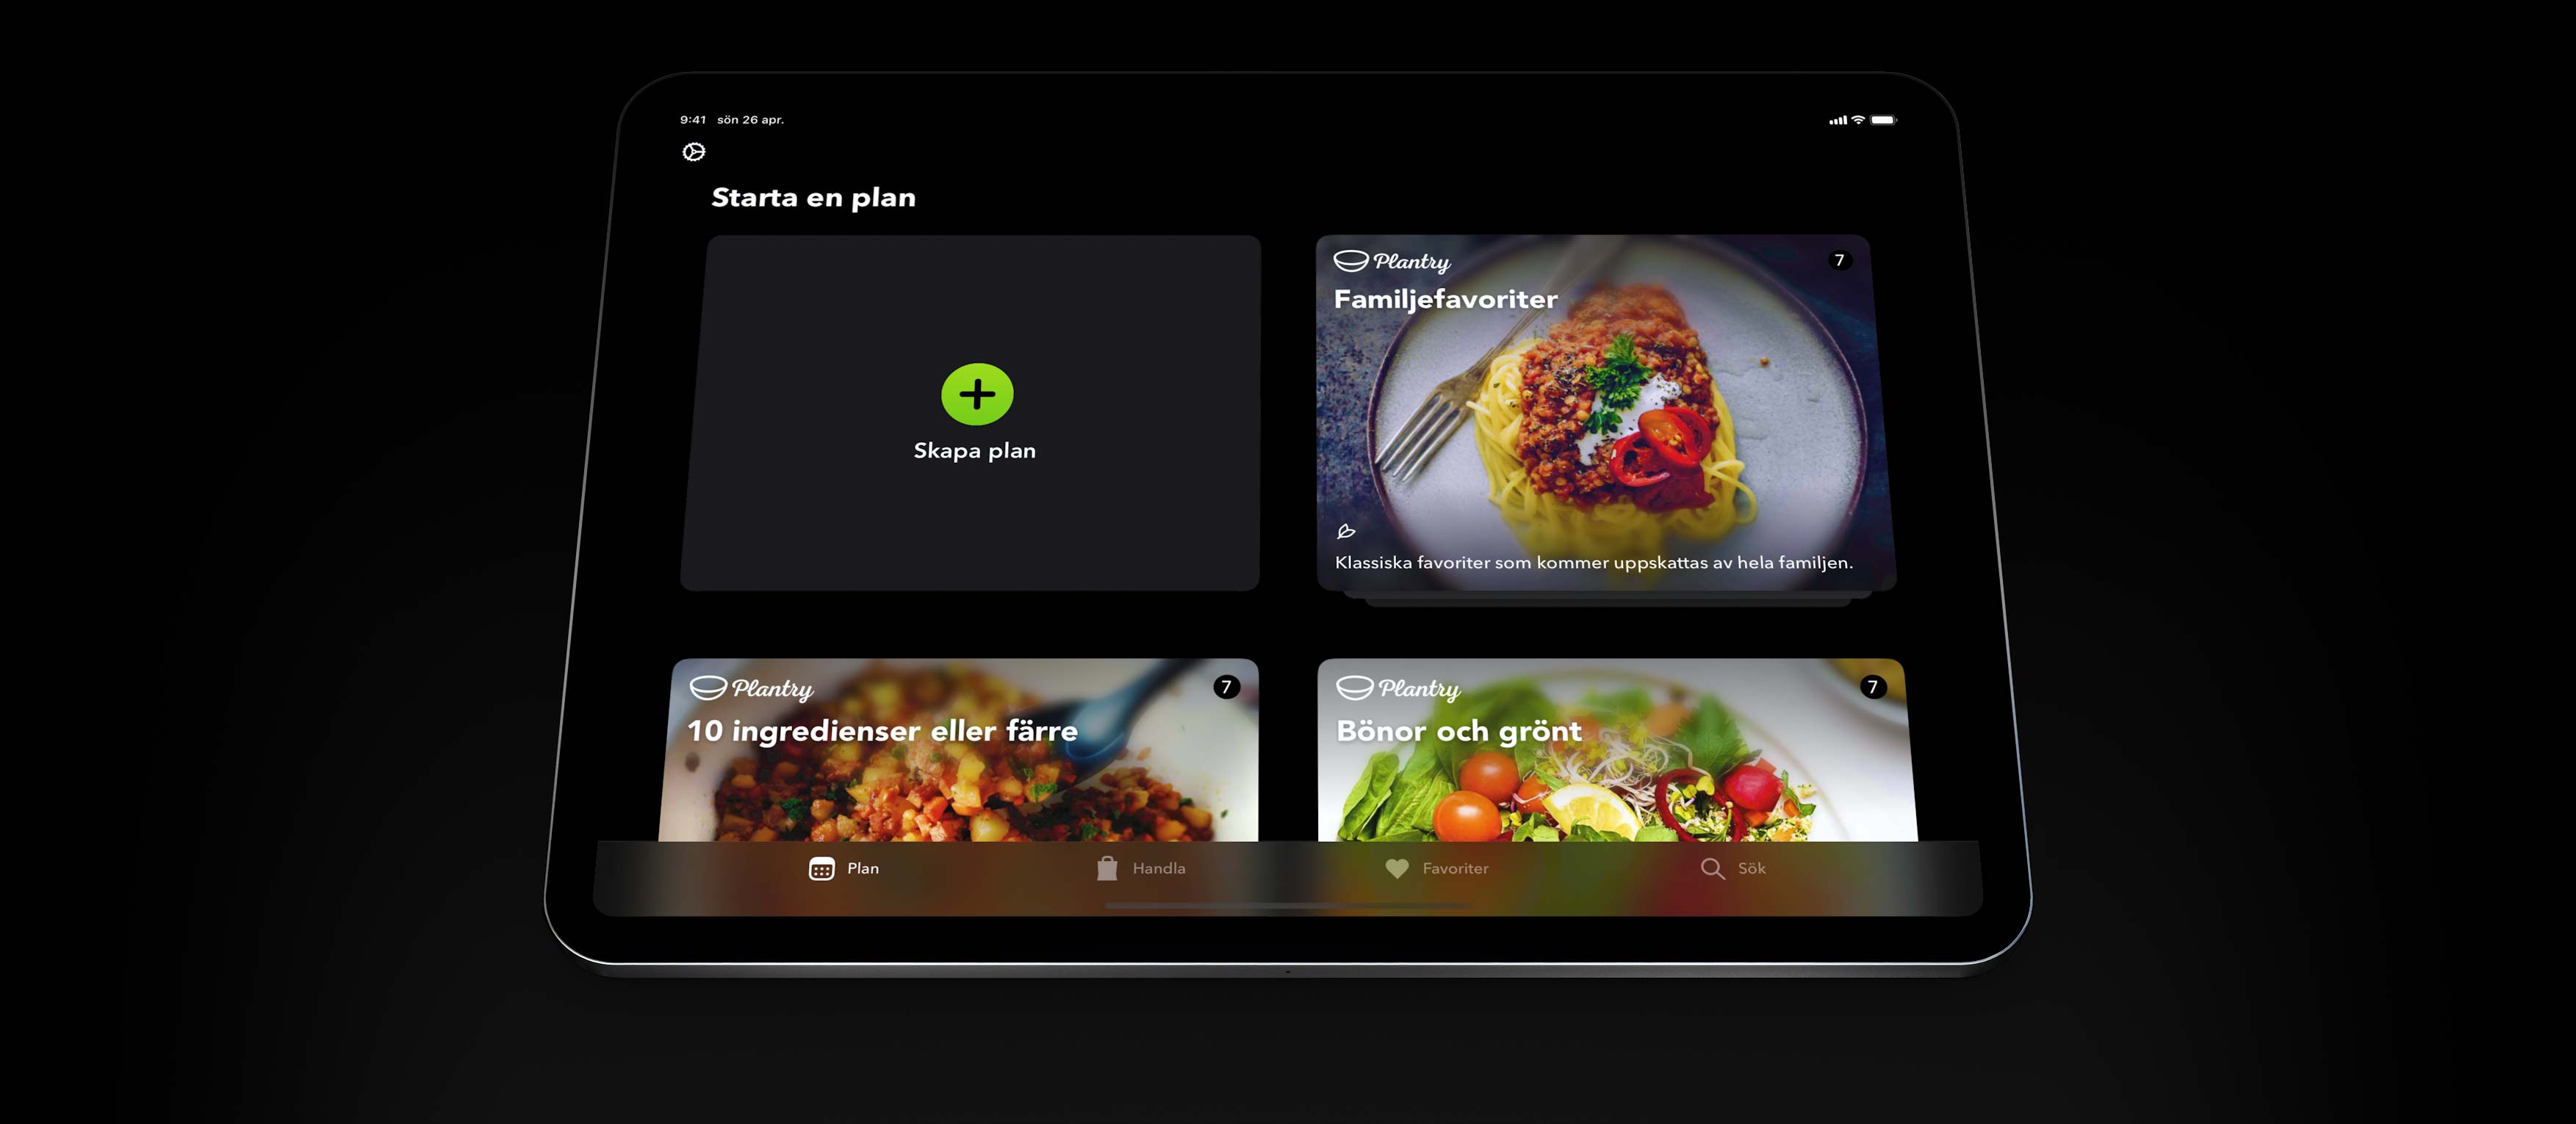 9:41 sön 26 apr.
Starta en plan
Skapa plan
Plantry
7
Familjefavoriter
Klassiska favoriter som kommer uppskattas av hela familjen.
Plantry
7
10 ingredienser eller färre
Plantry
7
Bönor och grönt
Plan
Handla
Favoriter
Sök